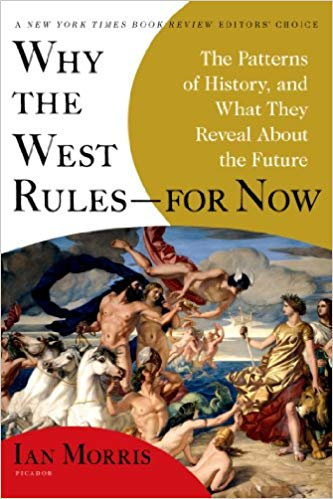 A NEW YORK TIMES BOOK REVIEW EDITORS' CHOICE
WHY
THE
WEST
RULES—FOR NOW
The Patterns
of History, and
What They
Reveal About
the Future
IAN MORRIS
PICADOR